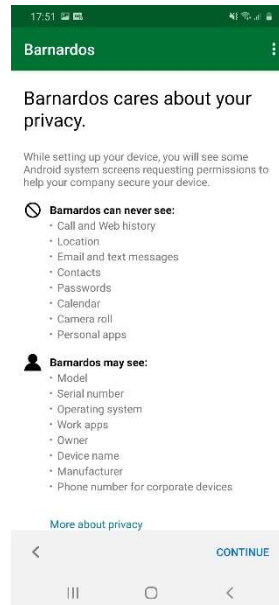 17:51
Barnardos
Barnardos cares about your
privacy.
While setting up your device, you will see some
Android system screens requesting permissions to
help your company secure your device.
Barnardos can never see:
· Call and Web history
· Location
· Email and text messages
· Contacts
· Passwords
· Calendar
· Camera roll
· Personal apps
Barnardos may see:
· Model
· Serial number
· Operating system
· Work apps
· Owner
· Device name
· Manufacturer
· Phone number for corporate devices
More about privacy
CONTINUE